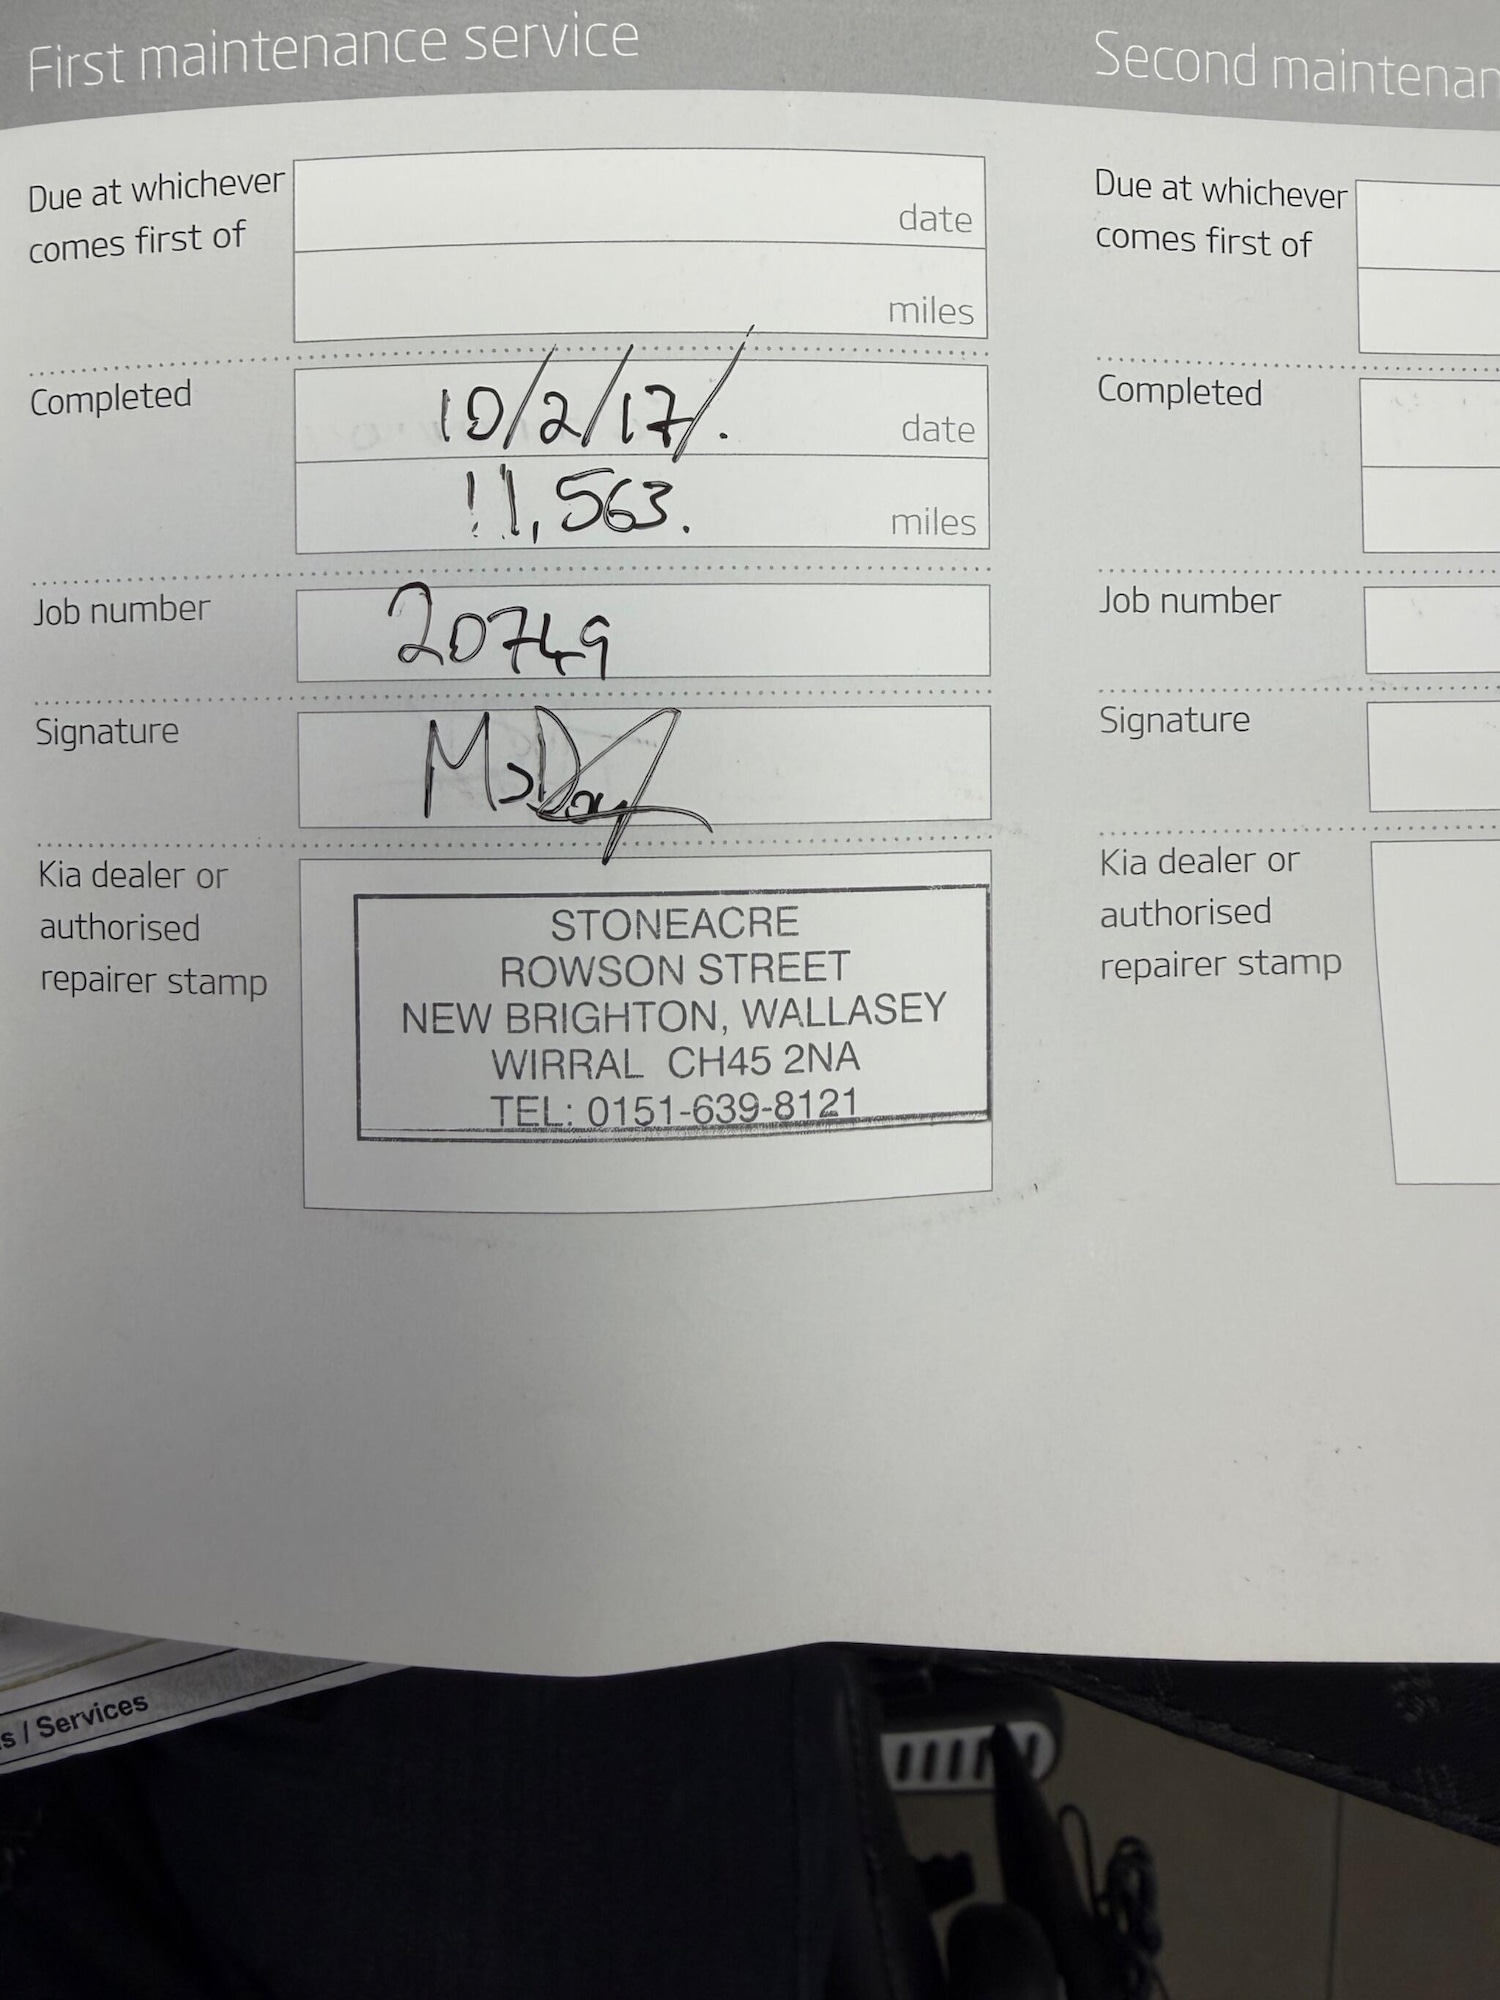 First maintenance service
Due at whichever
comes first of
date
miles
Completed
10/2/17/.
date
11,563.
miles
Job number
20749
Signature
Kia dealer or
authorised
repairer stamp
STONEACRE
ROWSON STREET
NEW BRIGHTON, WALLASEY
WIRRAL CH45 2NA
TEL: 0151-639-8121
Second maintenan
Due at whichever
comes first of
Completed
Job number
Signature
Kia dealer or
authorised
repairer stamp
s / Services